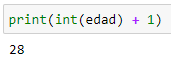 print(int(edad) + 1)
28